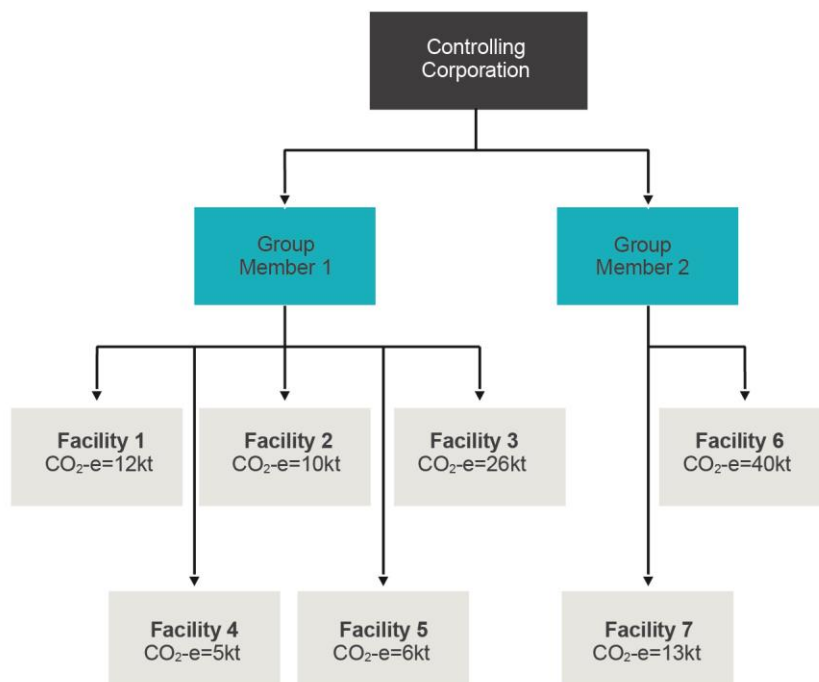 Controlling
Corporation
Group
Member 1
Group
Member 2
Facility 1
CO₂-e=12kt
Facility 2
CO₂-e=10kt
Facility 3
CO₂-e=26kt
Facility 6
CO₂-e=40kt
Facility 4
CO₂-e=5kt
Facility 5
CO₂-e=6kt
Facility 7
CO₂-e=13kt